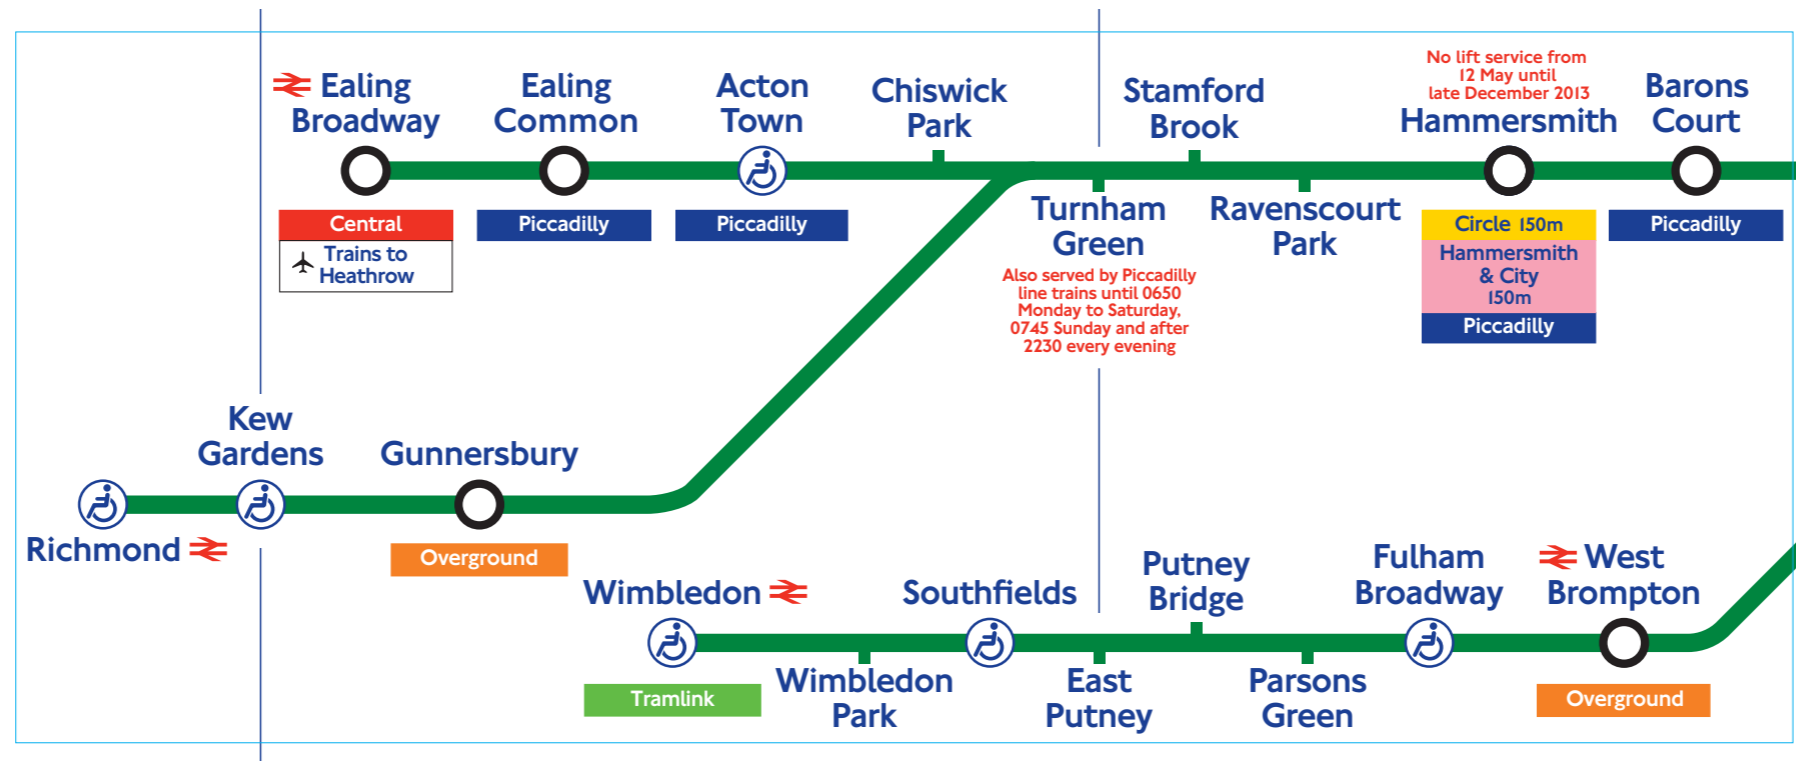 Ealing
Broadway
Central
Trains to
Heathrow
Ealing
Common
Piccadilly
Acton
Town
Piccadilly
Chiswick
Park
Turnham
Green
Also served by Piccadilly
line trains until 0650
Monday to Saturday,
0745 Sunday and after
2230 every evening
Stamford
Brook
Ravenscourt
Park
No lift service from
12 May until
late December 2013
Hammersmith
Circle 150m
Hammersmith
& City
150m
Piccadilly
Barons
Court
Piccadilly
Richmond
Kew
Gardens
Gunnersbury
Overground
Wimbledon
Tramlink
Wimbledon
Park
Southfields
East
Putney
Putney
Bridge
Parsons
Green
Fulham
Broadway
West
Brompton
Overground